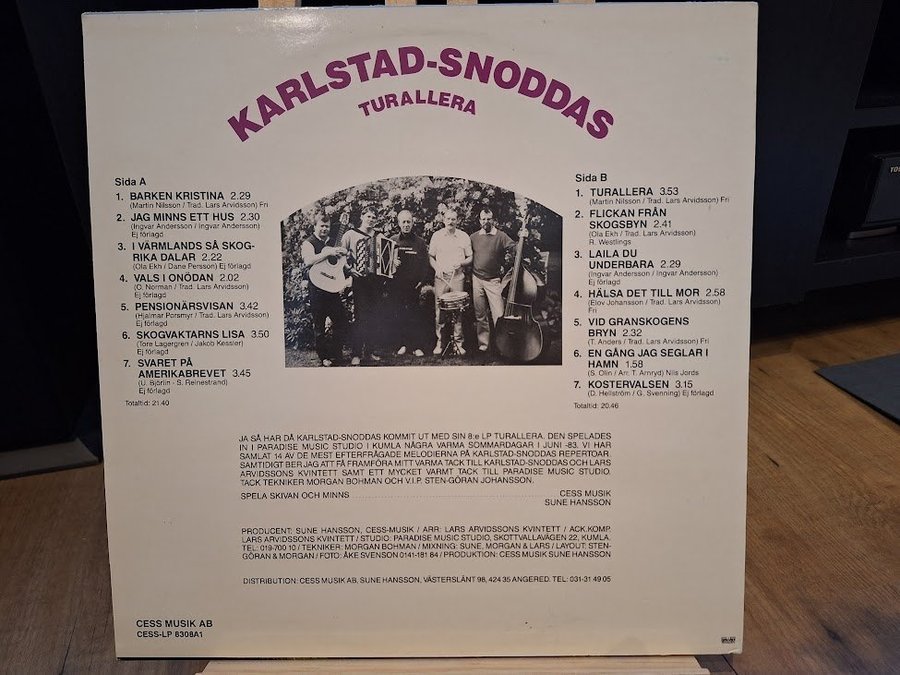 KARLSTAD-SNODDAS
TURALLERA
Sida A
1. BARKEN KRISTINA 2.29
(Martin Nilsson / Trad. Lars Arvidsson) Fri
2. JAG MINNS ETT HUS 2.30
(Ingvar Andersson / Ingvar Andersson)
Ej förlagd
3. I VÄRMLANDS SÅ SKOG-
RIKA DALAR 2.22
(Ola Ekh / Dane Persson) Ej förlagd
4. VALS I ONÖDAN 2.02
(O. Norman / Trad. Lars Arvidsson)
Ej förlagd
5. PENSIONÄRSVISAN 3.42
(Hjalmar Porsmyr / Trad. Lars Arvidsson)
Ej förlagd
6. SKOGVAKTARNS LISA 3.50
(Tore Lagergren / Jakob Kessler)
Ej förlagd
7. SVARET PÅ
AMERIKABREVET 3.45
(U. Björlin - S. Reinestrand)
Ej förlagd
Totaltid: 21.40
Sida B
1. TURALLERA 3.53
(Martin Nilsson / Trad. Lars Arvidsson) Fri
2. FLICKAN FRÅN
SKOGSBYN 2.41
(Ola Ekh / Trad. Lars Arvidsson)
R. Westlings
3. LAILA DU
UNDERBARA 2.29
(Ingvar Andersson / Ingvar Andersson)
Ej förlagd
4. HÄLSA DET TILL MOR 2.58
(Elov Johansson / Trad. Lars Arvidsson)
Fri
5. VID GRANSKOGENS
BRYN 2.32
(T. Anders / Trad. Lars Arvidsson) Fri
6. EN GÅNG JAG SEGLAR I
HAMN 1.58
(S. Olin / Arr. T. Arnryd) Nils Jords
7. KOSTERVALSEN 3.15
(D. Hellström / G. Svenning) Ej förlagd
Totaltid: 20.46
JA SÅ HAR DÅ KARLSTAD-SNODDAS KOMMIT UT MED SIN 8:e LP TURALLERA. DEN SPELADES
IN I PARADISE MUSIC STUDIO I KUMLA NÅGRA VARMA SOMMARDAGAR I JUNI -83. VI HAR
SAMLAT 14 AV DE MEST EFTERFRÅGADE MELODIERNA PÅ KARLSTAD-SNODDAS REPERTOAR.
SAMTIDIGT BER JAG ATT FÅ FRAMFÖRA MITT VARMA TACK TILL KARLSTAD-SNODDAS OCH LARS
ARVIDSSONS KVINTETT SAMT ETT MYCKET VARMT TACK TILL PARADISE MUSIC STUDIO.
TACK TEKNIKER MORGAN BOHMAN OCH V.I.P. STEN-GÖRAN JOHANSSON.
SPELA SKIVAN OCH MINNS ........ CESS MUSIK
SUNE HANSSON
PRODUCENT: SUNE HANSSON, CESS-MUSIK / ARR: LARS ARVIDSSONS KVINTETT / ACK.KOMP.
LARS ARVIDSSONS KVINTETT / STUDIO: PARADISE MUSIC STUDIO, SKOTTVALLAVÄGEN 22, KUMLA.
TEL: 019-700 10 / TEKNIKER: MORGAN BOHMAN / MIXNING: SUNE, MORGAN & LARS / LAYOUT: STEN-
GÖRAN & MORGAN / FOTO: ÅKE SVENSON 0141-181 84 / PRODUKTION: CESS MUSIK SUNE HANSSON
DISTRIBUTION: CESS MUSIK AB, SUNE HANSSON, VÄSTERSLÄNT 98, 424 35 ANGERED. TEL: 031-31 49 05
CESS MUSIK AB
CESS-LP 8308A1